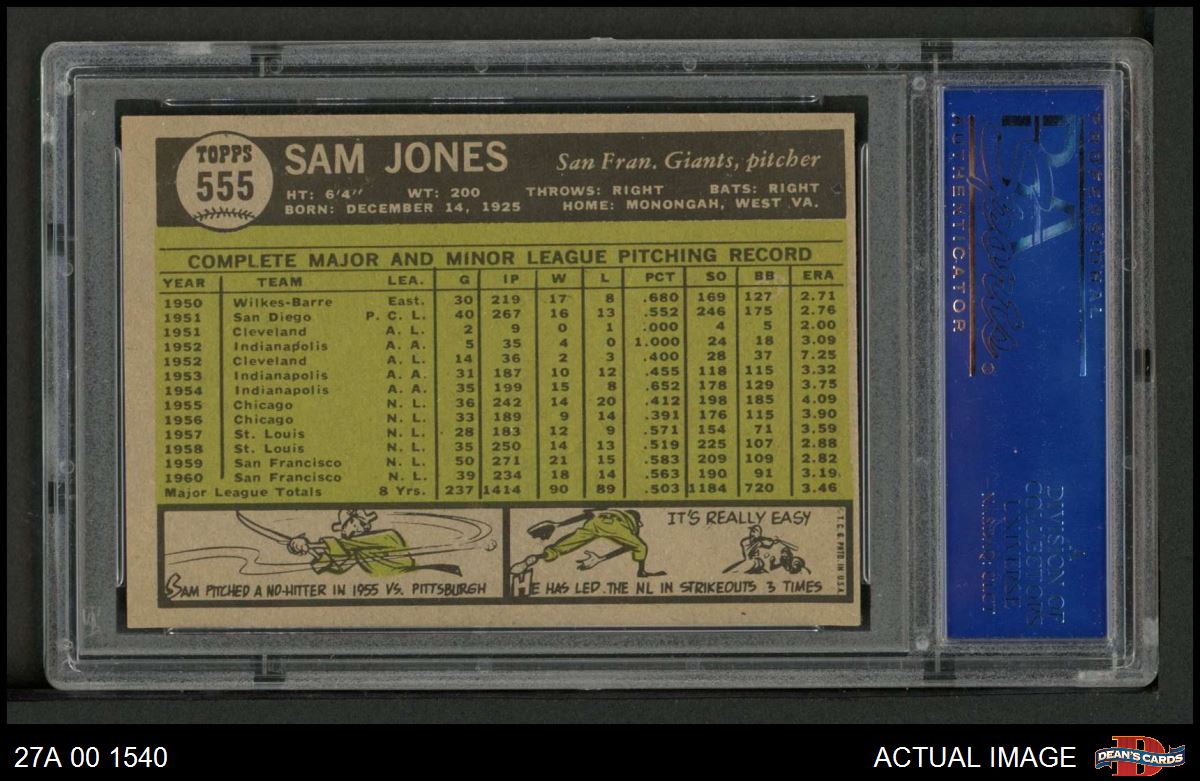 TOPPS
555
SAM JONES
San Fran. Giants, pitcher
HT: 6'4" WT: 200 THROWS: RIGHT BATS: RIGHT
BORN: DECEMBER 14, 1925 HOME: MONONGAH, WEST VA.
COMPLETE MAJOR AND MINOR LEAGUE PITCHING RECORD
YEAR TEAM LEA. G IP W L PCT SO BB ERA
1950 Wilkes-Barre East. 30 219 17 8 .680 169 127 2.71
1951 San Diego P. C. L. 40 267 16 13 .552 246 175 2.76
1951 Cleveland A. L. 2 9 0 1 .000 4 5 2.00
1952 Indianapolis A. A. 5 35 4 0 1.000 24 18 3.09
1952 Cleveland A. L. 14 36 2 3 .400 28 37 7.25
1953 Indianapolis A. A. 31 187 10 12 .455 118 115 3.32
1954 Indianapolis A. A. 35 199 15 8 .652 178 129 3.75
1955 Chicago N. L. 36 242 14 20 .412 198 185 4.09
1956 Chicago N. L. 33 189 9 14 .391 176 115 3.90
1957 St. Louis N. L. 28 183 12 9 .571 154 71 3.59
1958 St. Louis N. L. 35 250 14 13 .519 225 107 2.88
1959 San Francisco N. L. 50 271 21 15 .583 209 109 2.82
1960 San Francisco N. L. 39 234 18 14 .563 190 91 3.19
Major League Totals 8 Yrs. 237 1414 90 89 .503 1184 720 3.46
SAM PITCHED A NO-HITTER IN 1955 VS. PITTSBURGH
IT'S REALLY EASY
HE HAS LED THE NL IN STRIKEOUTS 3 TIMES
T.C.G. PRTD IN U.S.A.
PROFESSIONAL
PSA
Sports
AUTHENTICATOR
DIVISION OF
COLLECTORS
UNIVERSE
27A 00 1540
ACTUAL IMAGE
DEAN'S CARDS